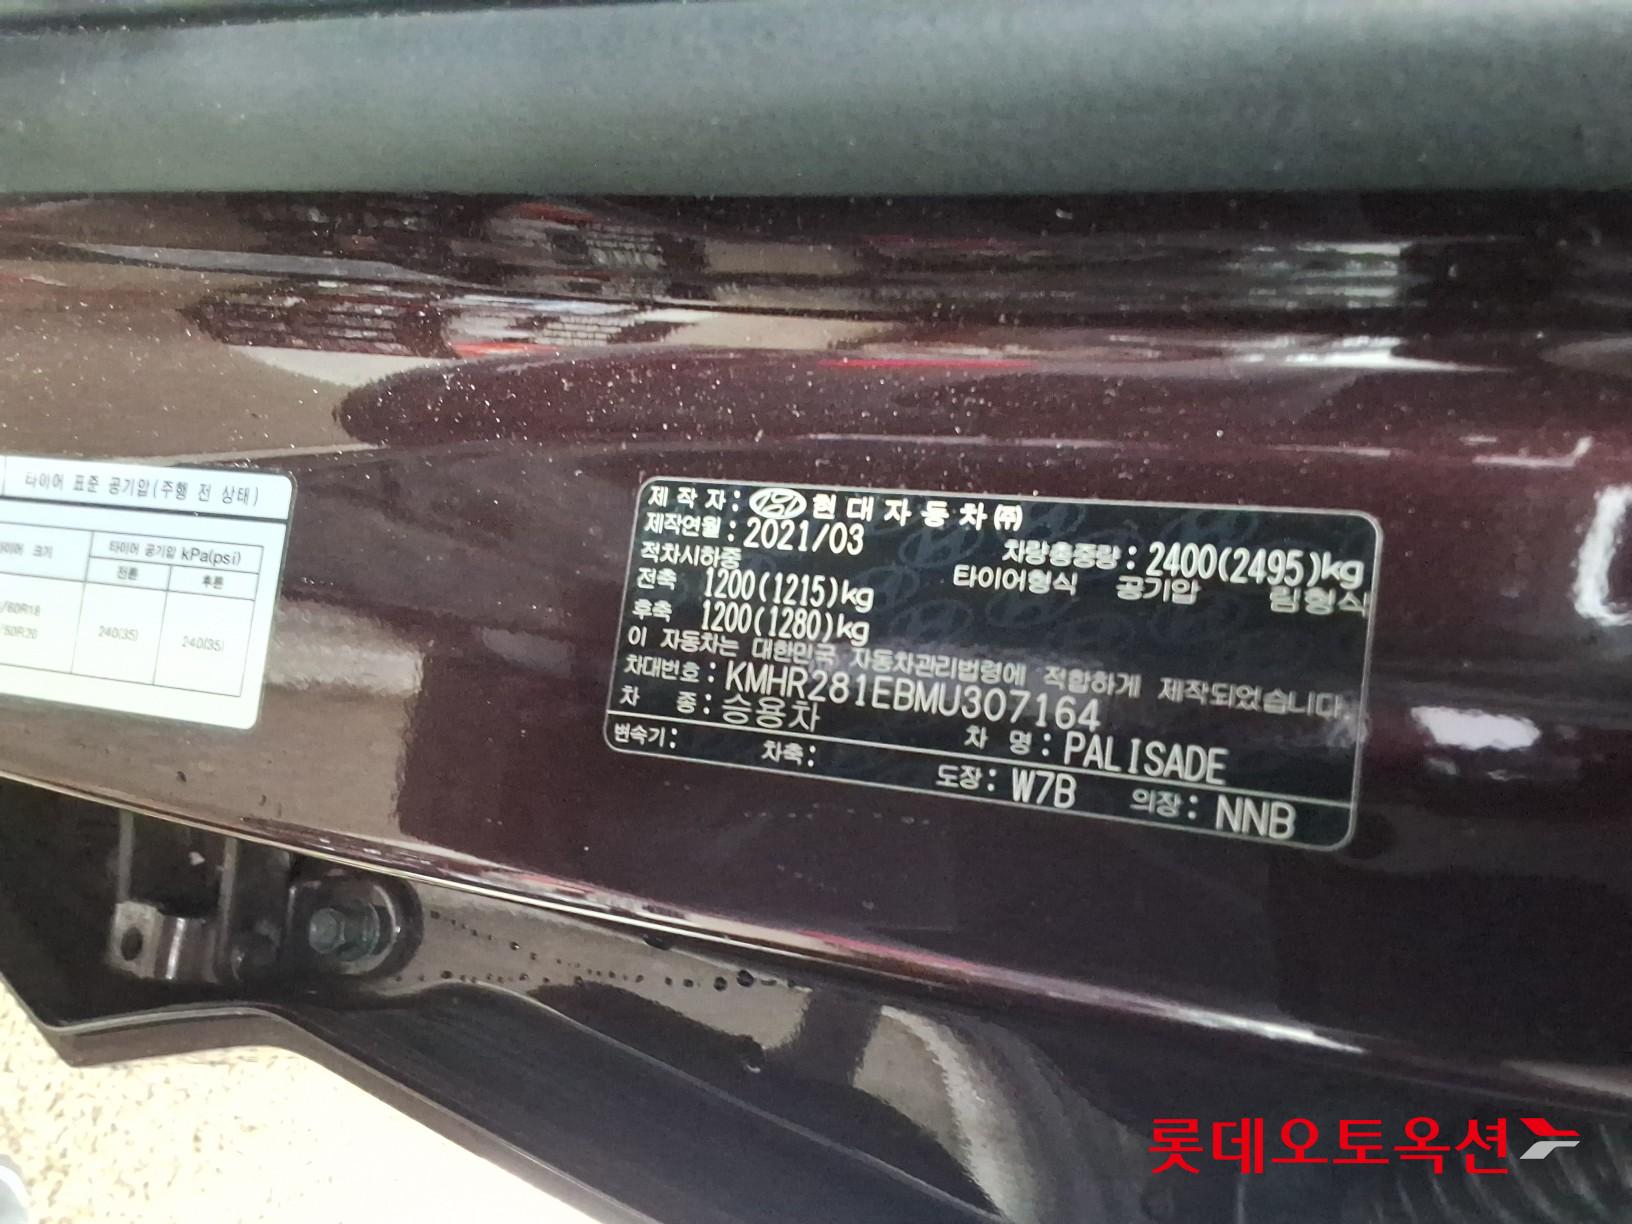 타이어 표준 공기압(주행 전 상태)
타이어 크기
타이어 공기압 kPa(psi)
전륜 후륜
/60R18
/50R20
240(35) 240(35)
제 작 자: 현대자동차㈜
제작연월: 2021/03
차량총중량: 2400(2495)kg
적차시하중
타이어형식 공기압 림형식
전축 1200(1215)kg
후축 1200(1280)kg
이 자동차는 대한민국 자동차관리법령에 적합하게 제작되었습니다.
차대번호: KMHR281EBMU307164
차 종: 승용차 차 명: PALISADE
변속기: 차축: 도장: W7B 의장: NNB
롯데오토옥션